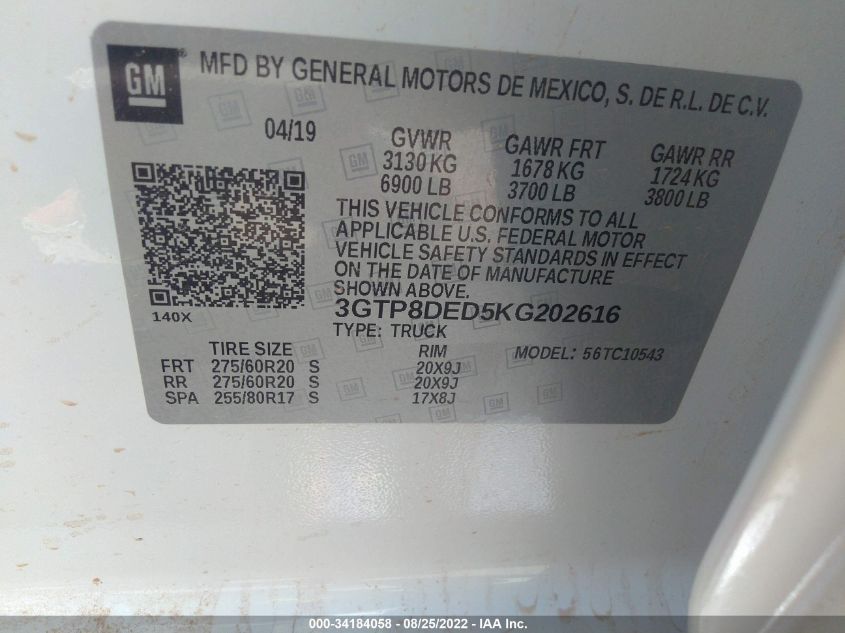 GM® MFD BY GENERAL MOTORS DE MEXICO, S. DE R.L. DE C.V.
04/19 GVWR GAWR FRT GAWR RR
3130 KG 1678 KG 1724 KG
6900 LB 3700 LB 3800 LB
THIS VEHICLE CONFORMS TO ALL
APPLICABLE U.S. FEDERAL MOTOR
VEHICLE SAFETY STANDARDS IN EFFECT
ON THE DATE OF MANUFACTURE
SHOWN ABOVE.
140X 3GTP8DED5KG202616
TYPE: TRUCK
TIRE SIZE RIM MODEL: 56TC10543
FRT 275/60R20 S 20X9J
RR 275/60R20 S 20X9J
SPA 255/80R17 S 17X8J
000-34184058 - 08/25/2022 - IAA Inc.